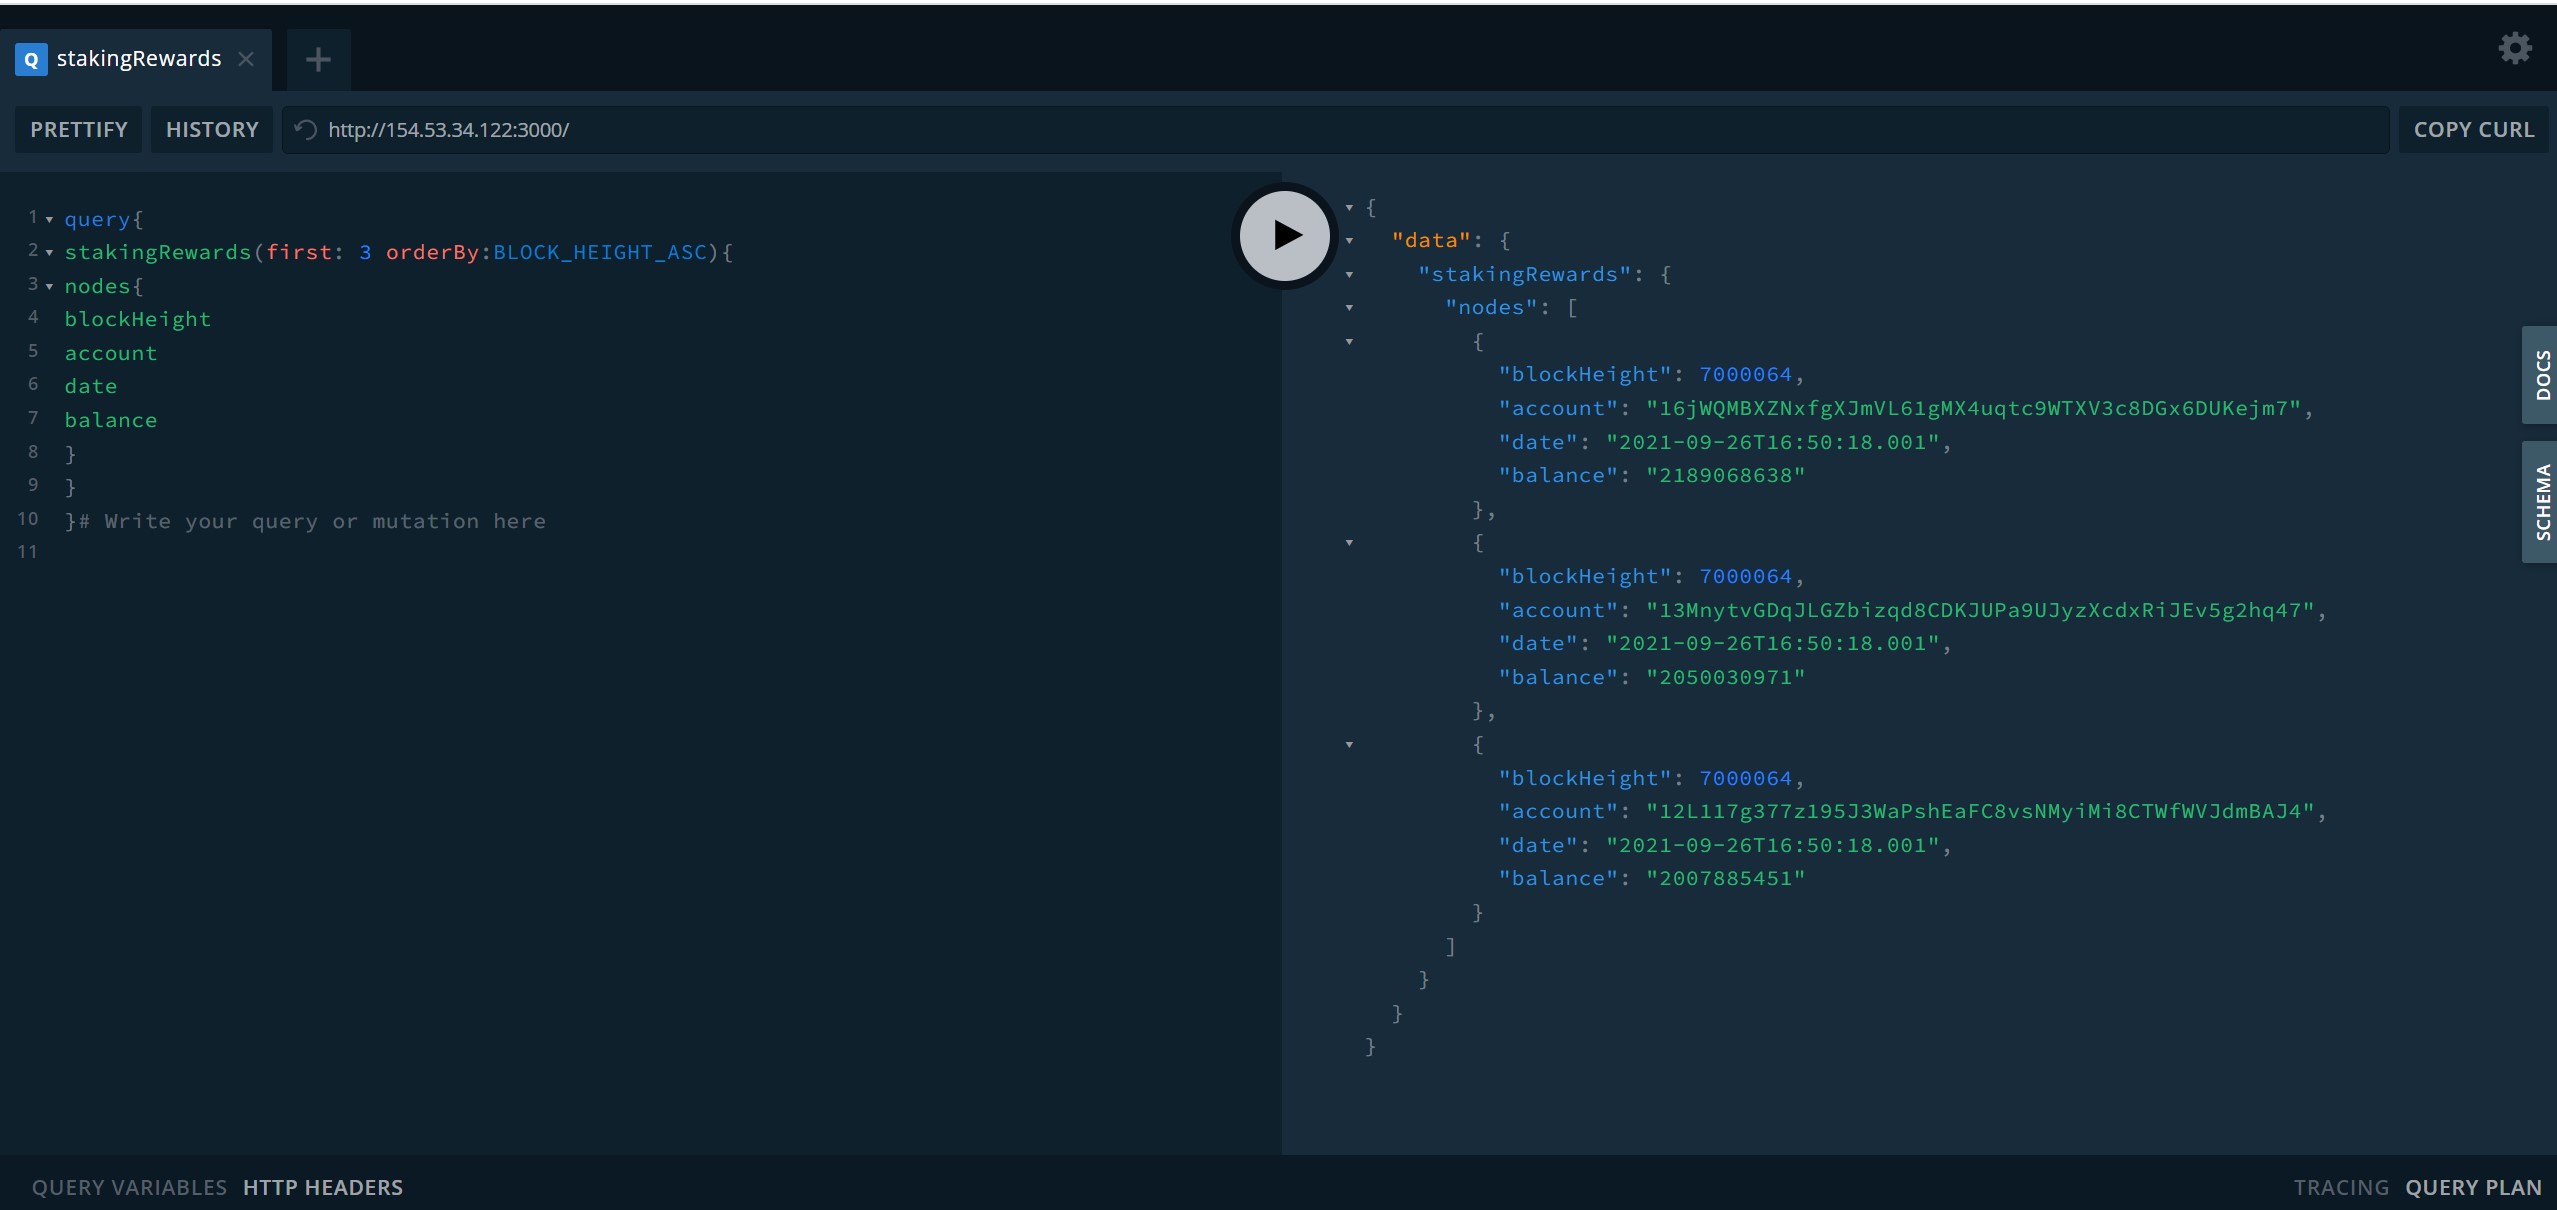 Q stakingRewards
PRETTIFY HISTORY http://154.53.34.122:3000/ COPY CURL
1 query{
2 stakingRewards(first: 3 orderBy:BLOCK_HEIGHT_ASC){
3 nodes{
4 blockHeight
5 account
6 date
7 balance
8 }
9 }
10 }# Write your query or mutation here
11
{
"data": {
"stakingRewards": {
"nodes": [
{
"blockHeight": 7000064,
"account": "16jWQMBXZNxfgXJmVL61gMX4uqtc9WTXV3c8DGx6DUKejm7",
"date": "2021-09-26T16:50:18.001",
"balance": "2189068638"
},
{
"blockHeight": 7000064,
"account": "13MnytvGDqJLGZbizqd8CDKJUPa9UJyzXcdxRiJEv5g2hq47",
"date": "2021-09-26T16:50:18.001",
"balance": "2050030971"
},
{
"blockHeight": 7000064,
"account": "12L117g377z195J3WaPshEaFC8vsNMyiMi8CTWfWVJdmBAJ4",
"date": "2021-09-26T16:50:18.001",
"balance": "2007885451"
}
]
}
}
}
DOCS
SCHEMA
QUERY VARIABLES HTTP HEADERS
TRACING QUERY PLAN